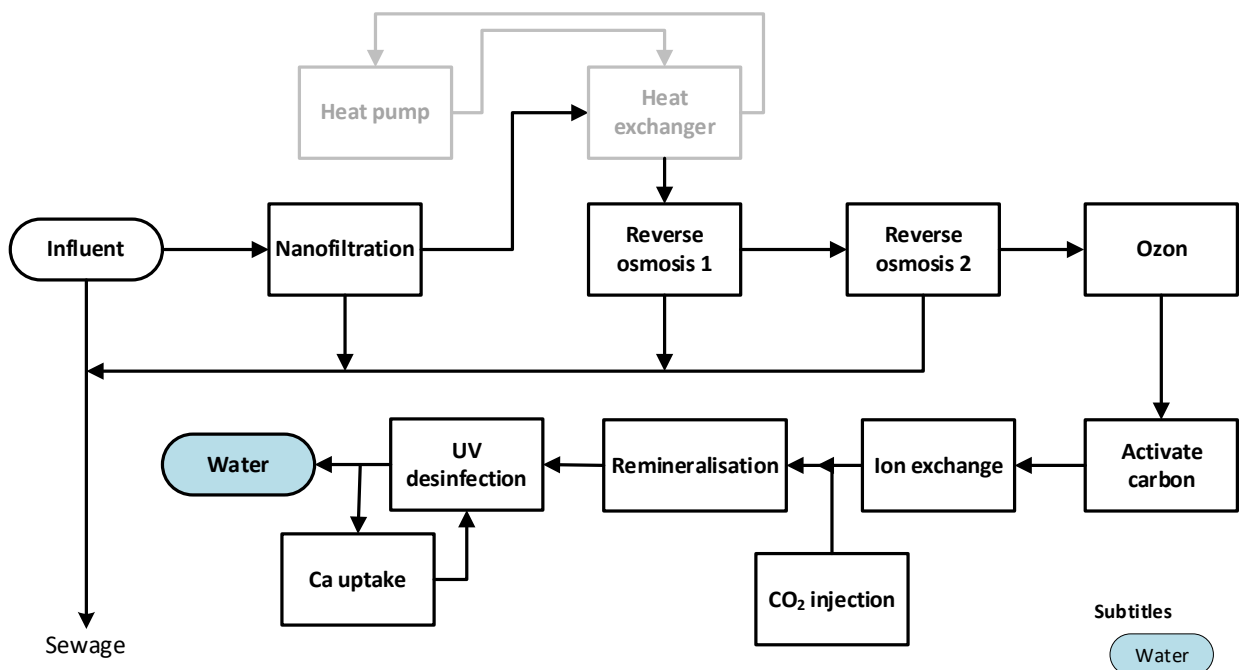 Heat pump
Heat
exchanger
Influent
Nanofiltration
Reverse
osmosis 1
Reverse
osmosis 2
Ozon
Water
UV
desinfection
Remineralisation
Ion exchange
Activate
carbon
Ca uptake
CO₂ injection
Sewage
Subtitles
Water